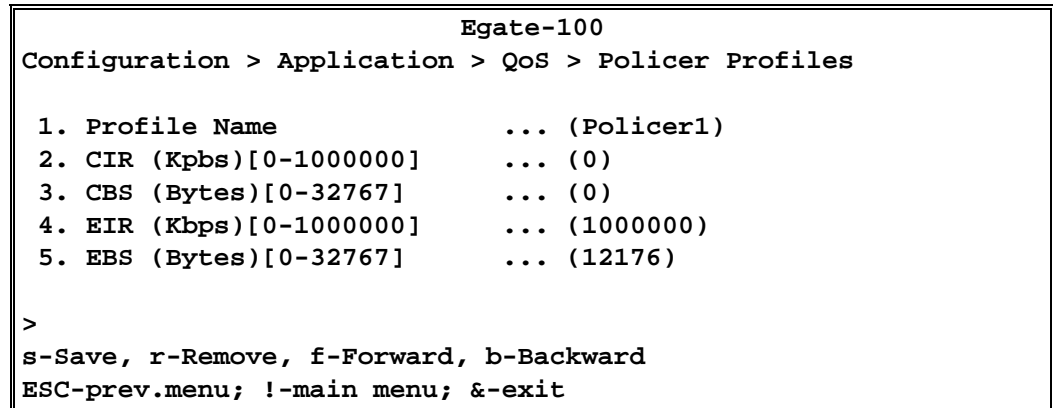 Egate-100
Configuration > Application > QoS > Policer Profiles
1. Profile Name ... (Policer1)
2. CIR (Kpbs)[0-1000000] ... (0)
3. CBS (Bytes)[0-32767] ... (0)
4. EIR (Kbps)[0-1000000] ... (1000000)
5. EBS (Bytes)[0-32767] ... (12176)
>
s-Save, r-Remove, f-Forward, b-Backward
ESC-prev.menu; !-main menu; &-exit